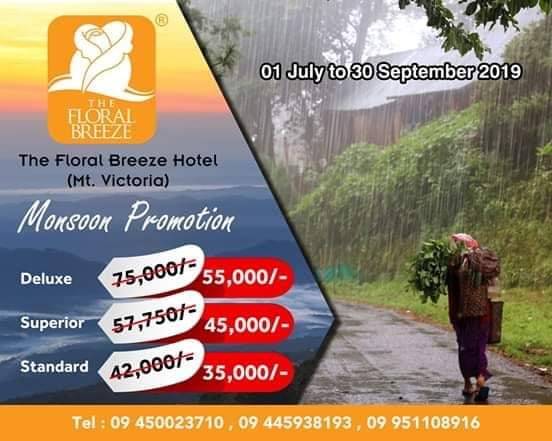 ®
THE
FLORAL
BREEZE
The Floral Breeze Hotel
(Mt. Victoria)
Monsoon Promotion
01 July to 30 September 2019
Deluxe 75,000/- 55,000/-
Superior 57,750/- 45,000/-
Standard 42,000/- 35,000/-
Tel : 09 450023710 , 09 445938193 , 09 951108916